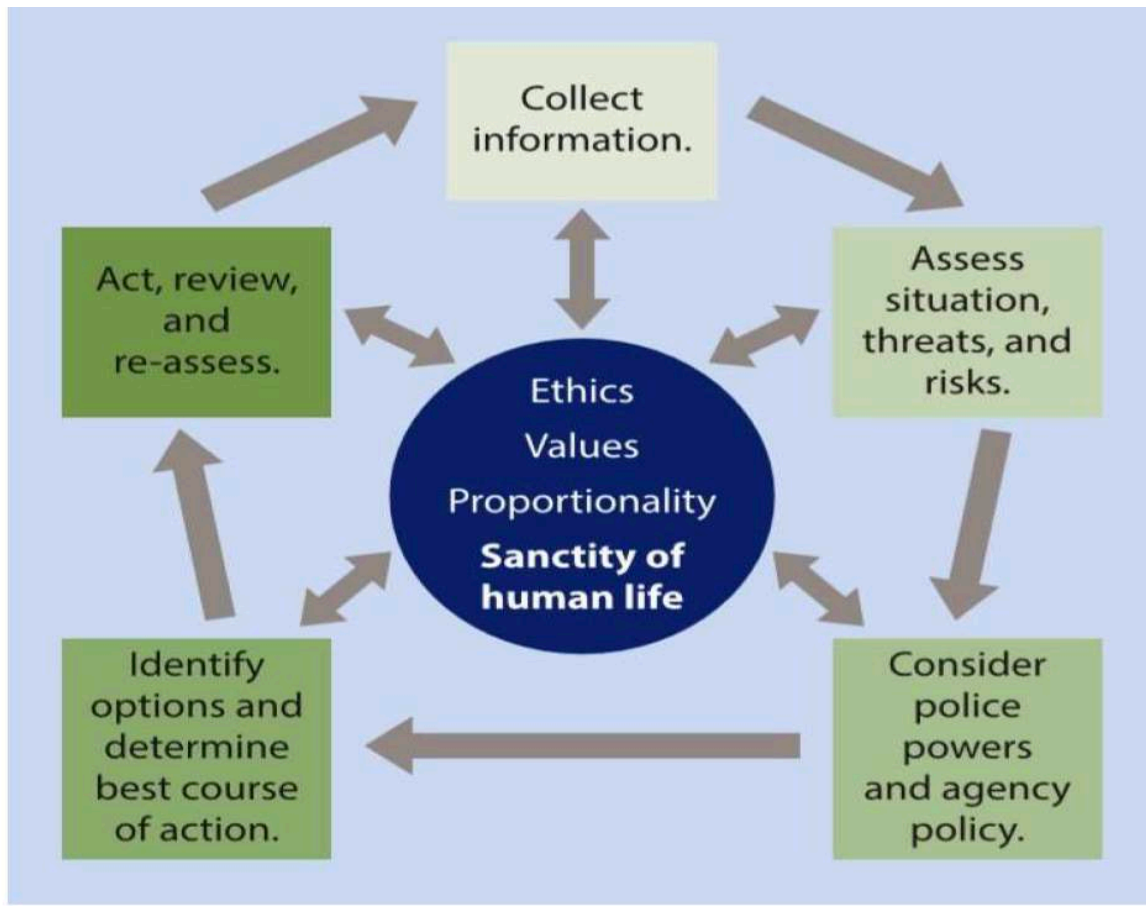 Collect
information.
Assess
situation,
threats, and
risks.
Consider
police
powers
and agency
policy.
Identify
options and
determine
best course
of action.
Act, review,
and
re-assess.
Ethics
Values
Proportionality
Sanctity of
human life